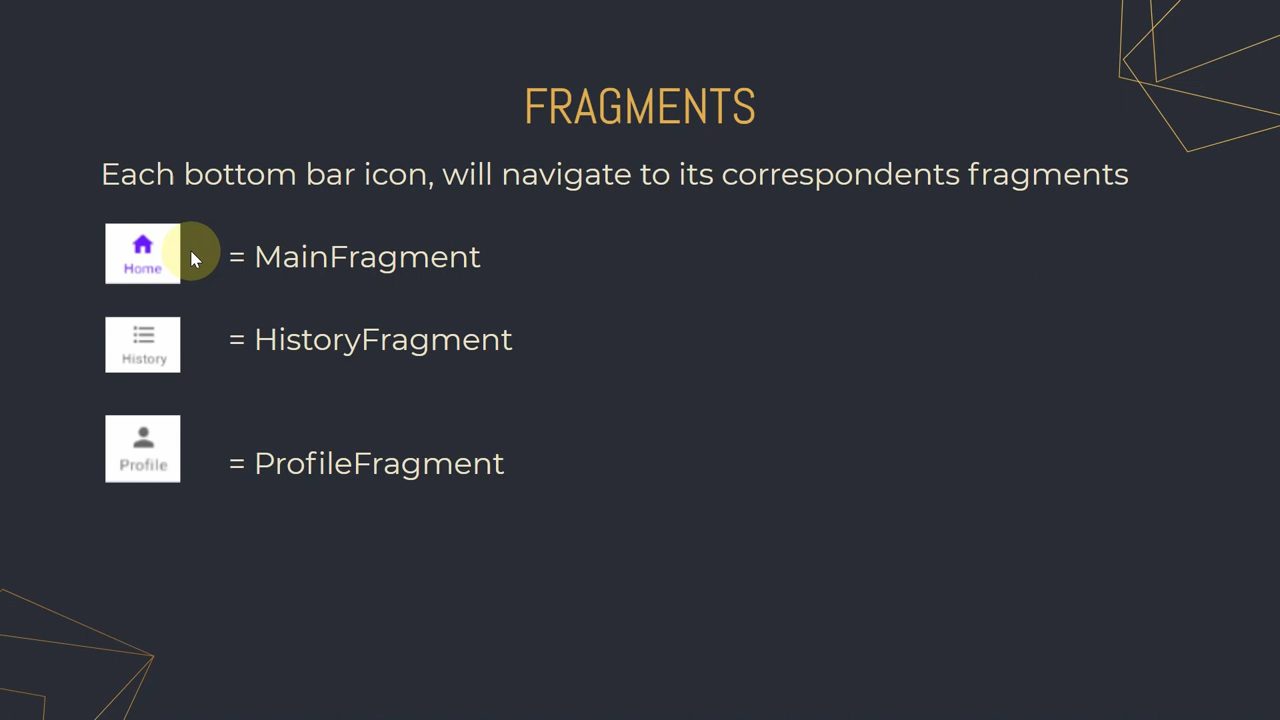 FRAGMENTS
Each bottom bar icon, will navigate to its correspondents fragments
Home
= MainFragment
History
= HistoryFragment
Profile
= ProfileFragment